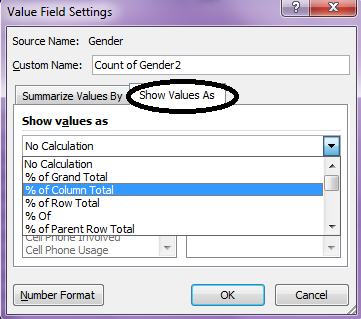 Value Field Settings
Source Name: Gender
Custom Name: Count of Gender2
Summarize Values By Show Values As
Show values as
No Calculation
No Calculation
% of Grand Total
% of Column Total
% of Row Total
% Of
% of Parent Row Total
Cell Phone Involved
Cell Phone Usage
Number Format OK Cancel